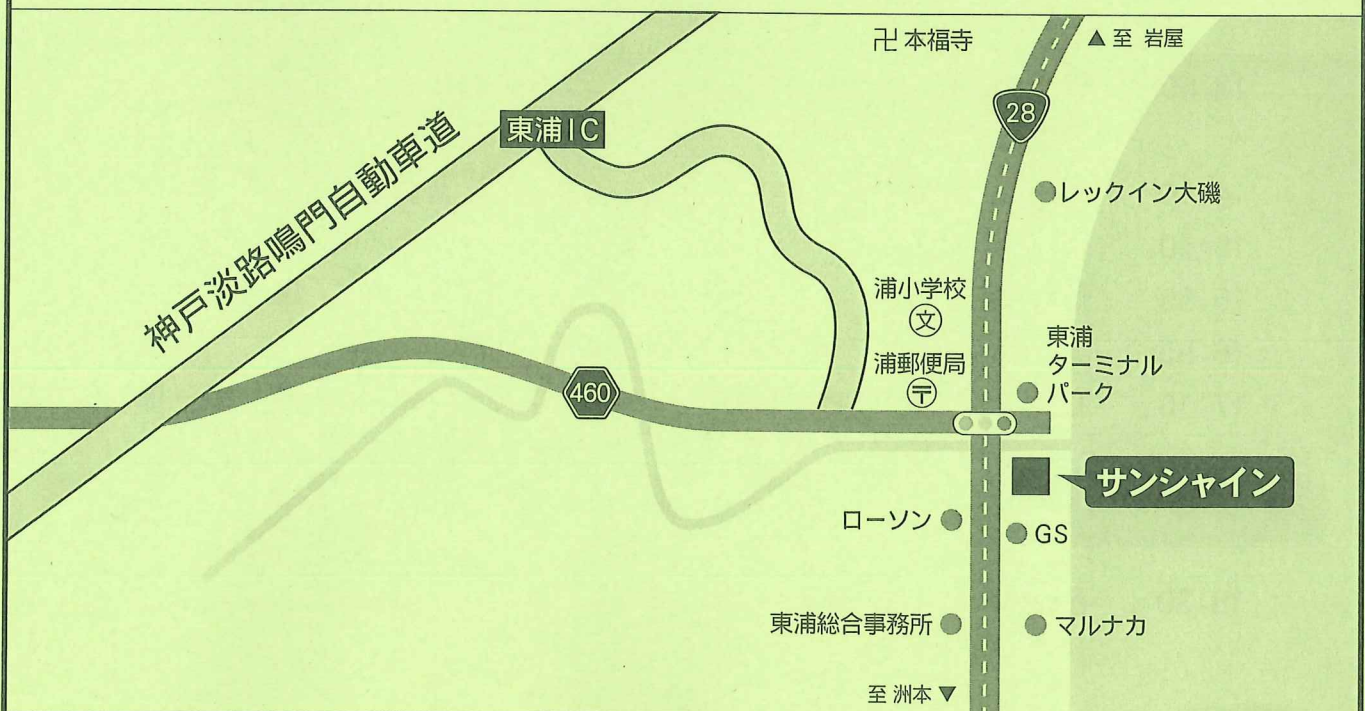 卍 本福寺
▲ 至 岩屋
28
東浦IC
神戸淡路鳴門自動車道
レックイン大磯
浦小学校
文
東浦
ターミナル
パーク
浦郵便局
〒
460
サンシャイン
ローソン
GS
東浦総合事務所
マルナカ
至 洲本 ▼